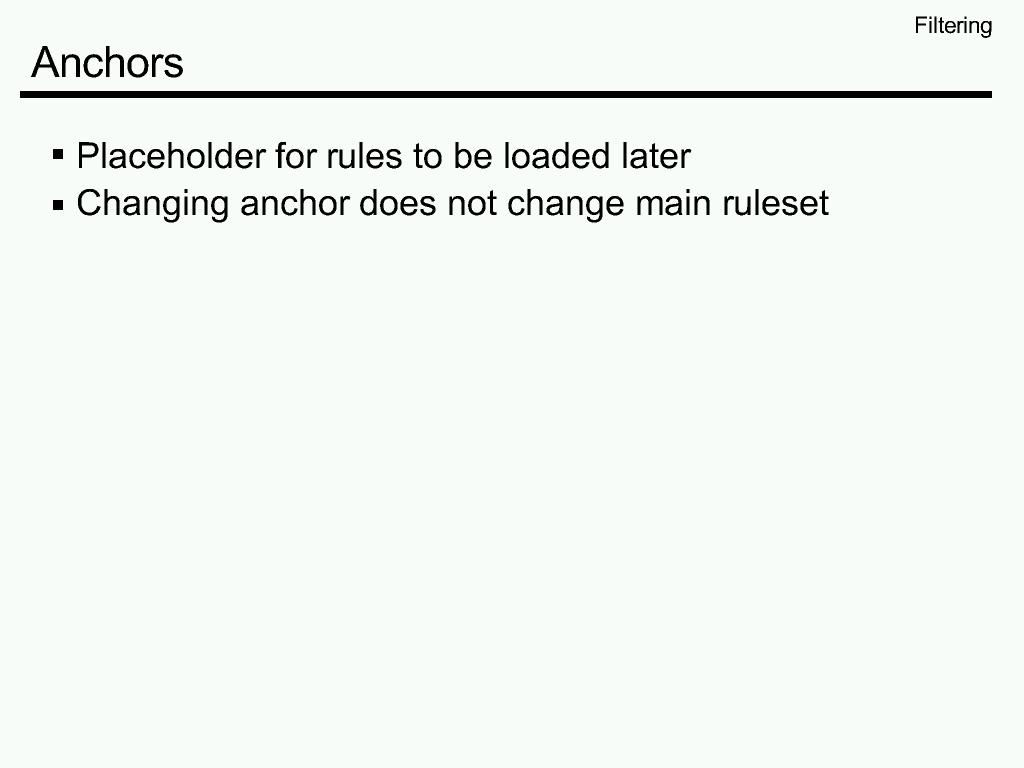 Filtering
Anchors
▪ Placeholder for rules to be loaded later
▪ Changing anchor does not change main ruleset